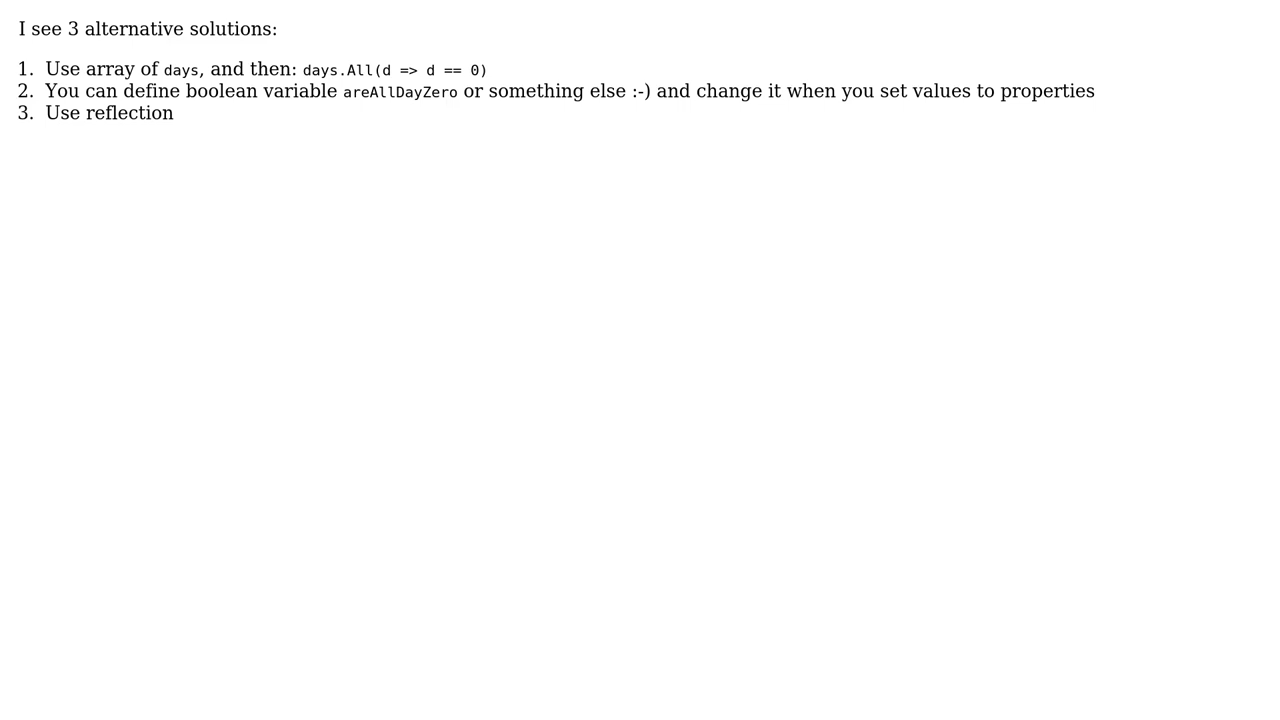 I see 3 alternative solutions:
1. Use array of days, and then: days.All(d => d == 0)
2. You can define boolean variable areAllDayZero or something else :-) and change it when you set values to properties
3. Use reflection